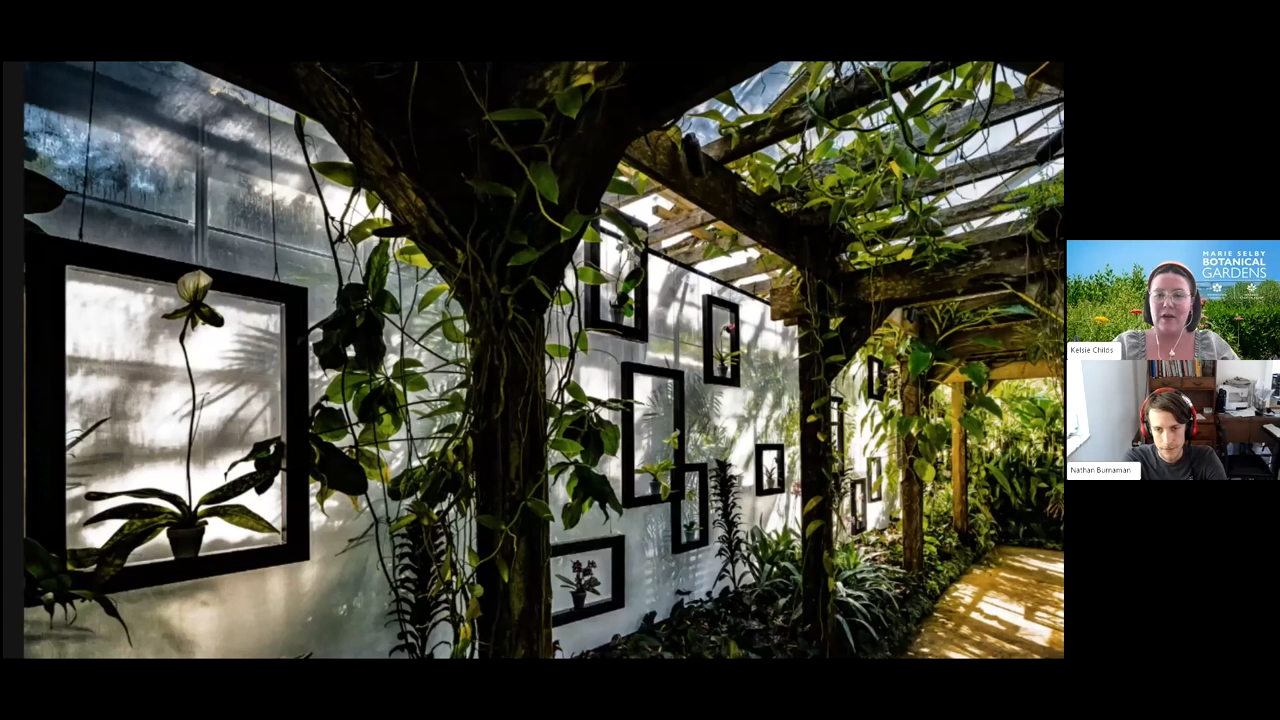 MARIE SELBY
BOTANICAL
GARDENS
Kelsie Childs
Nathan Burnaman